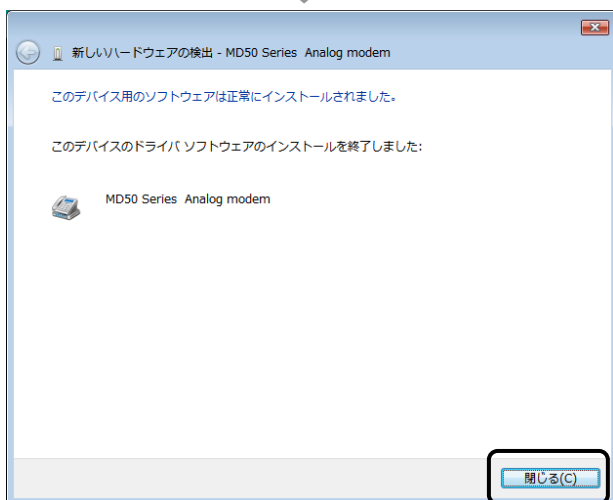 新しいハードウェアの検出 - MD50 Series Analog modem
このデバイス用のソフトウェアは正常にインストールされました。
このデバイスのドライバ ソフトウェアのインストールを終了しました:
MD50 Series Analog modem
閉じる(C)